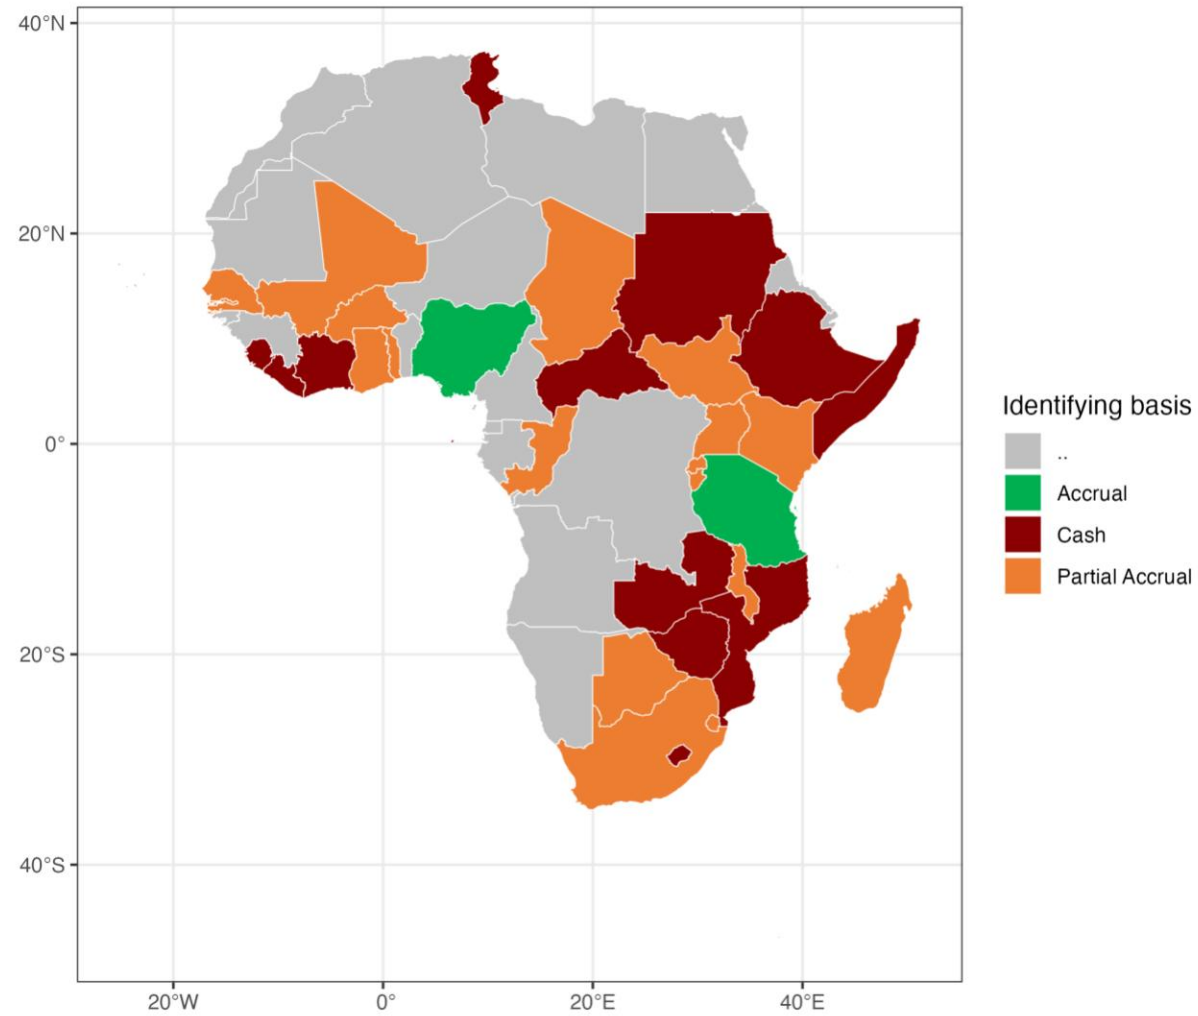 40°N
20°N
0°
20°S
40°S
20°W
0°
20°E
40°E
Identifying basis
..
Accrual
Cash
Partial Accrual